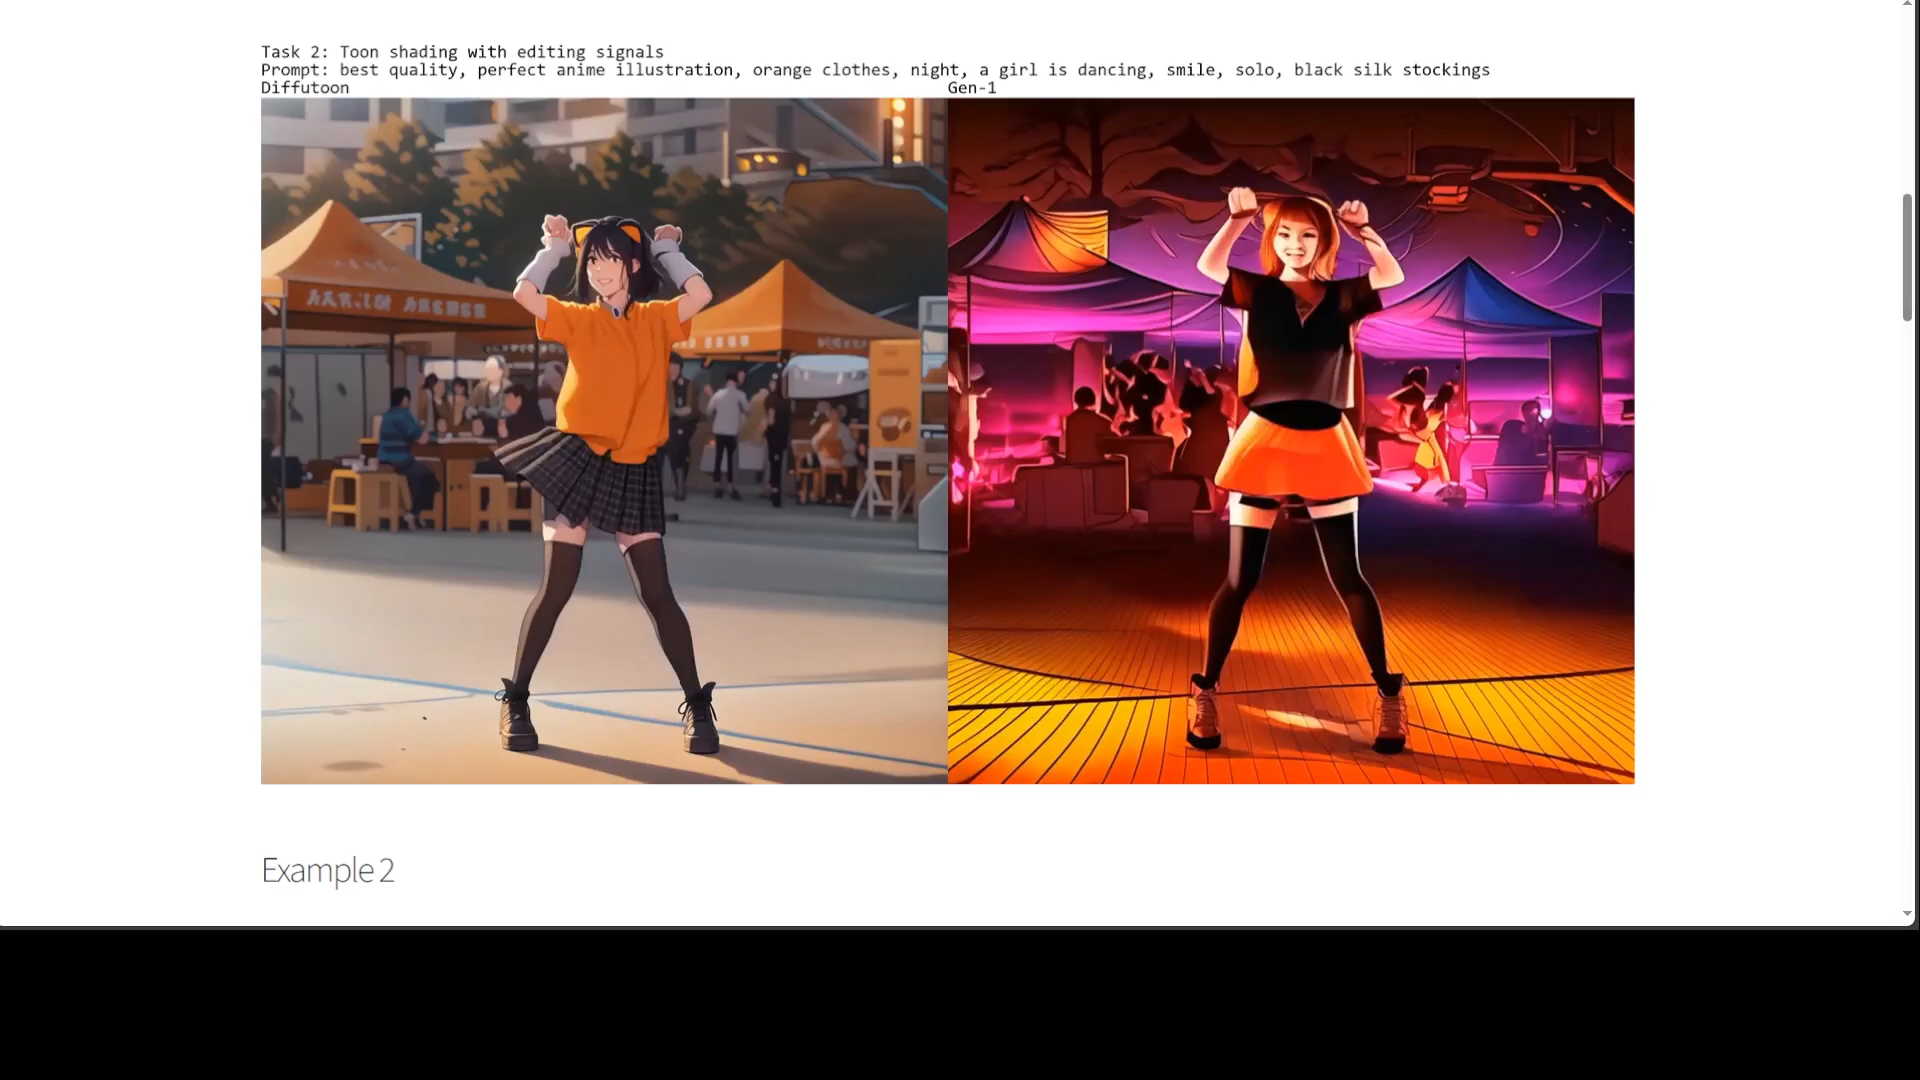 Task 2: Toon shading with editing signals
Prompt: best quality, perfect anime illustration, orange clothes, night, a girl is dancing, smile, solo, black silk stockings
Diffutoon
Gen-1
Example 2